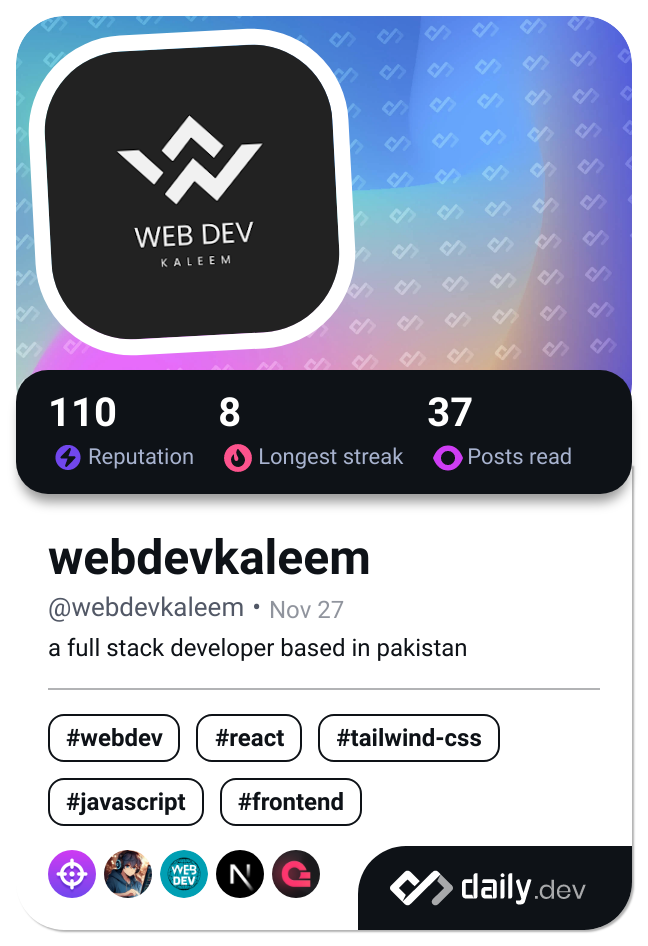 WEB DEV
KALEEM
110 8 37
Reputation Longest streak Posts read
webdevkaleem
@webdevkaleem • Nov 27
a full stack developer based in pakistan
#webdev #react #tailwind-css
#javascript #frontend
WEB
DEV
N
daily.dev